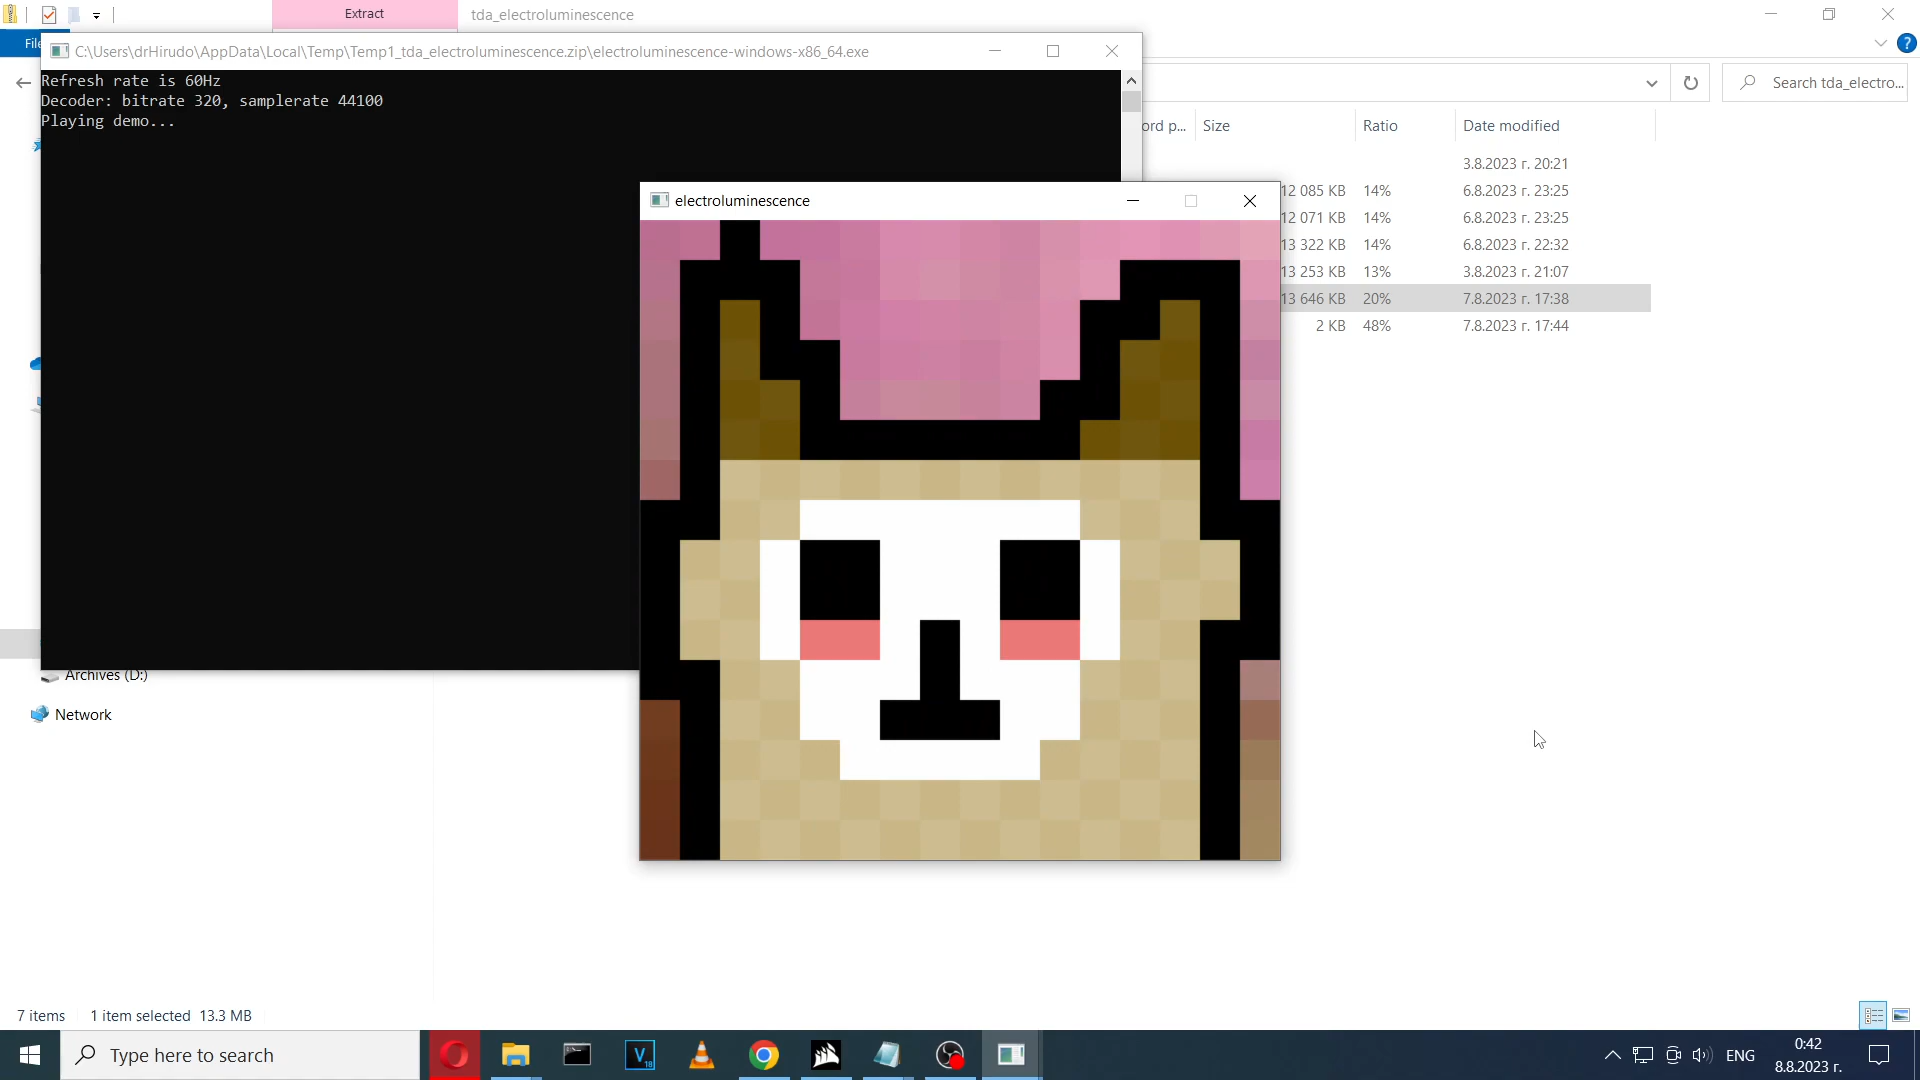 Extract
tda_electroluminescence
File
C:\Users\drHirudo\AppData\Local\Temp\Temp1_tda_electroluminescence.zip\electroluminescence-windows-x86_64.exe
Refresh rate is 60Hz
Decoder: bitrate 320, samplerate 44100
Playing demo...
Search tda_electro...
ord p...
Size
Ratio
Date modified
3.8.2023 г. 20:21
12 085 KB 14% 6.8.2023 г. 23:25
12 071 KB 14% 6.8.2023 г. 23:25
13 322 KB 14% 6.8.2023 г. 22:32
13 253 KB 13% 3.8.2023 г. 21:07
13 646 KB 20% 7.8.2023 г. 17:38
2 KB 48% 7.8.2023 г. 17:44
electroluminescence
Archives (D:)
Network
7 items 1 item selected 13.3 MB
Type here to search
V
18
ENG
0:42
8.8.2023 г.